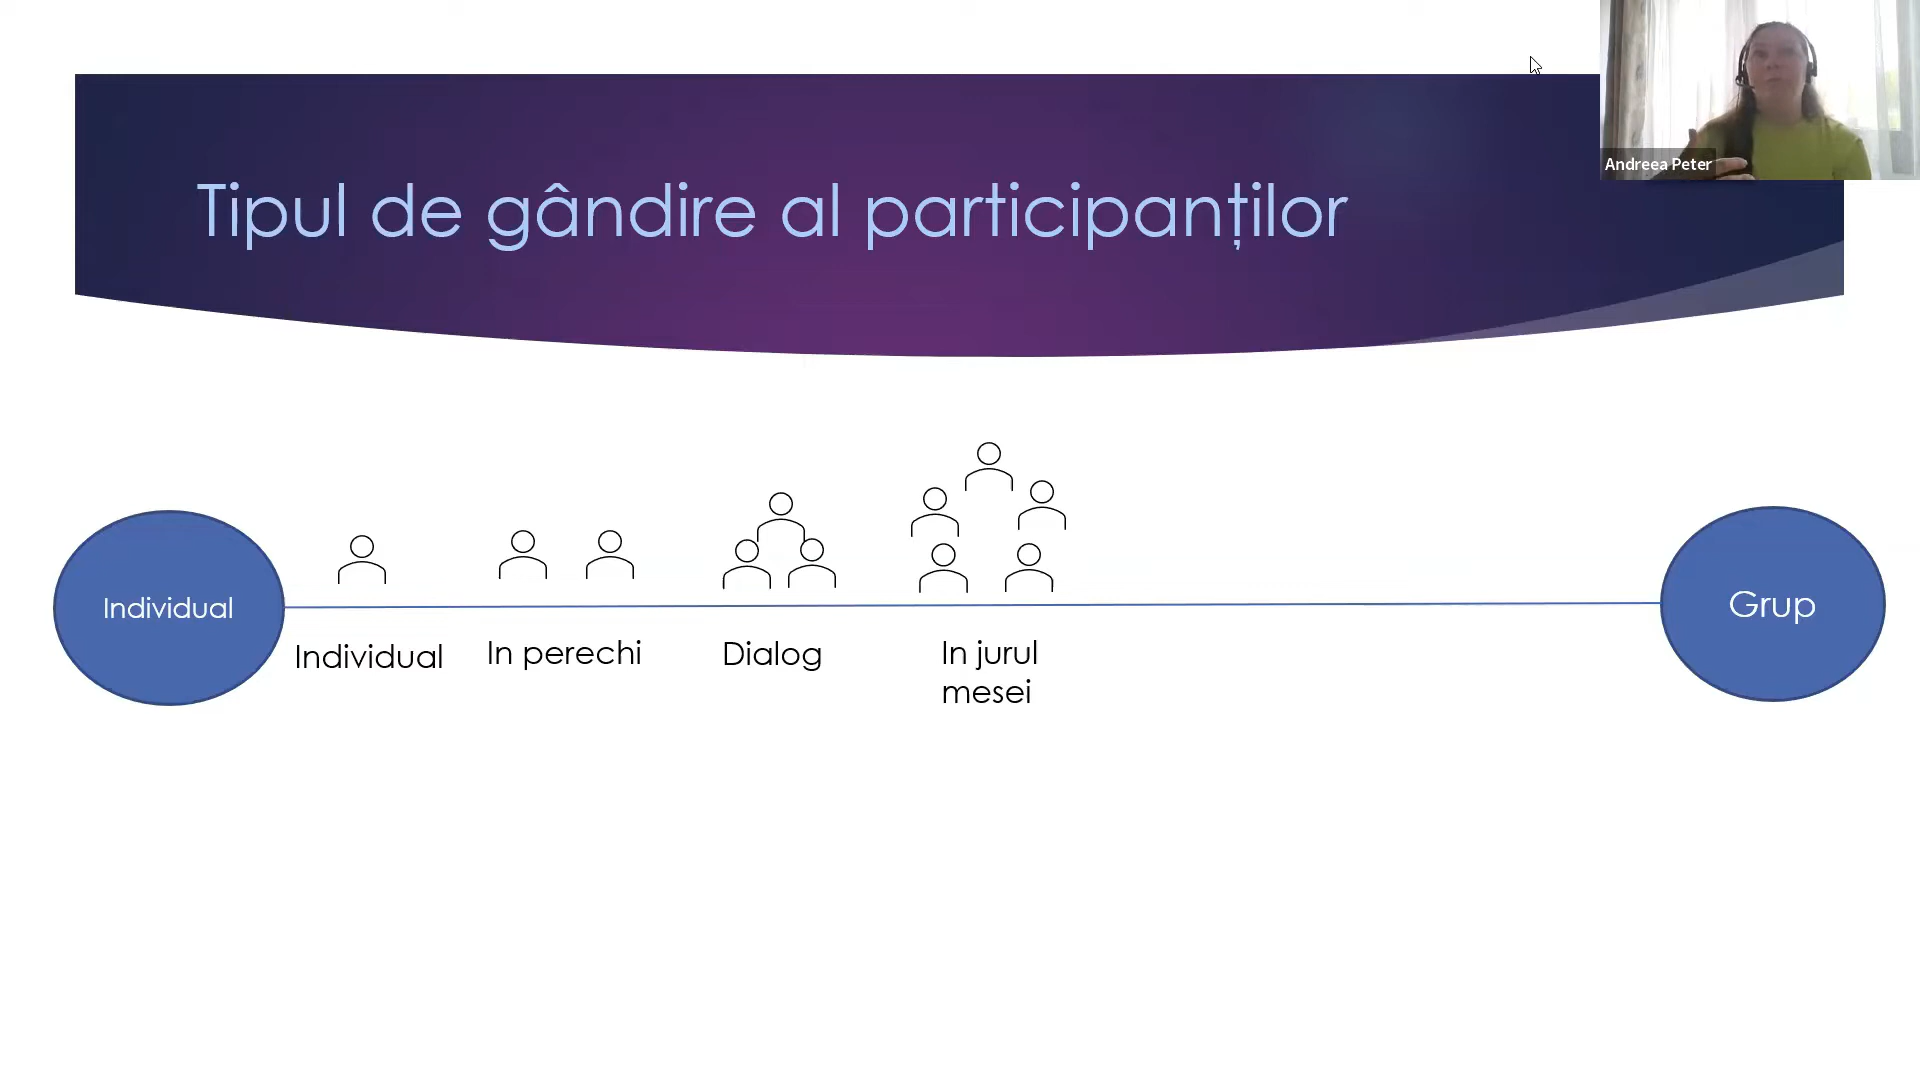 Andreea Peter
Tipul de gândire al participanților
Individual
Grup
Individual
In perechi
Dialog
In jurul
mesei